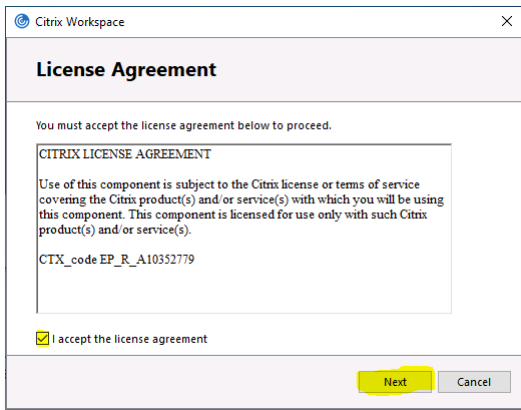 Citrix Workspace
License Agreement
You must accept the license agreement below to proceed.
CITRIX LICENSE AGREEMENT
Use of this component is subject to the Citrix license or terms of service
covering the Citrix product(s) and/or service(s) with which you will be using
this component. This component is licensed for use only with such Citrix
product(s) and/or service(s).
CTX_code EP_R_A10352779
I accept the license agreement
Next
Cancel